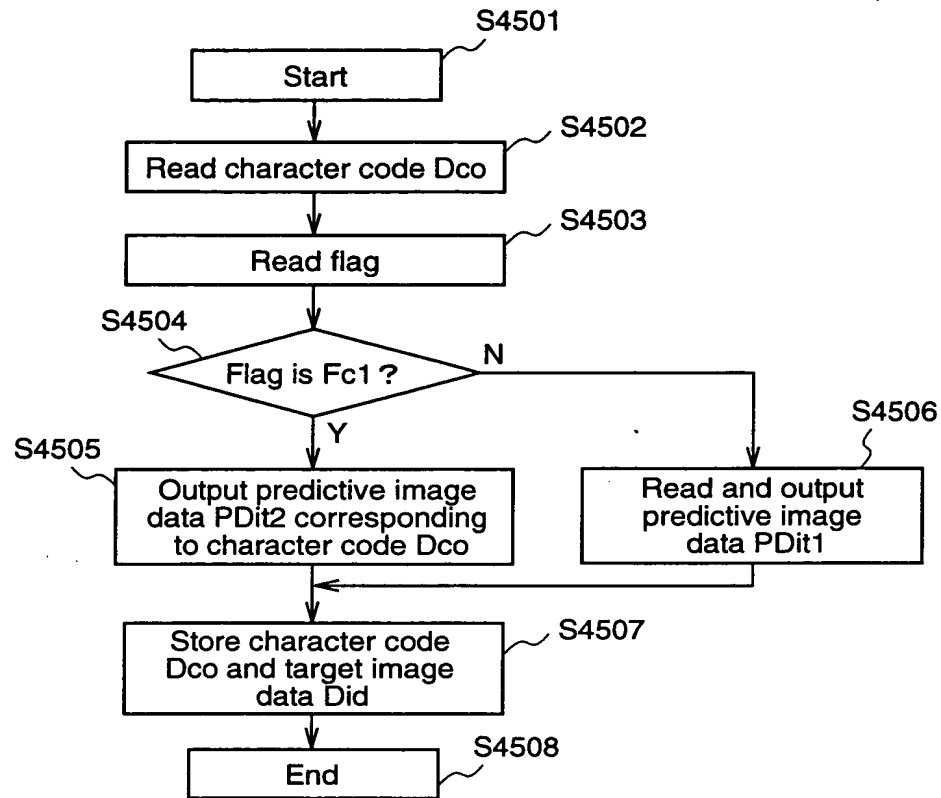 S4501
Start
S4502
Read character code Dco
S4503
Read flag
S4504
Flag is Fc1 ?
N
Y
S4505
Output predictive image
data PDit2 corresponding
to character code Dco
S4506
Read and output
predictive image
data PDit1
S4507
Store character code
Dco and target image
data Did
S4508
End